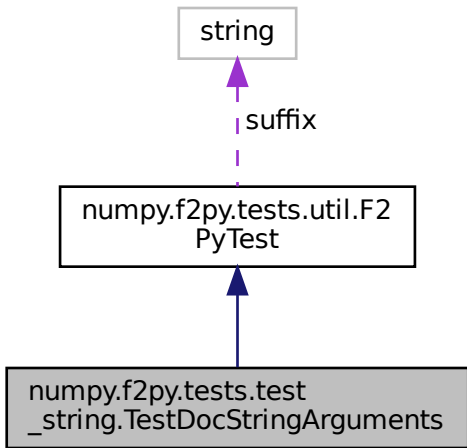 string
suffix
numpy.f2py.tests.util.F2
PyTest
numpy.f2py.tests.test
_string.TestDocStringArguments